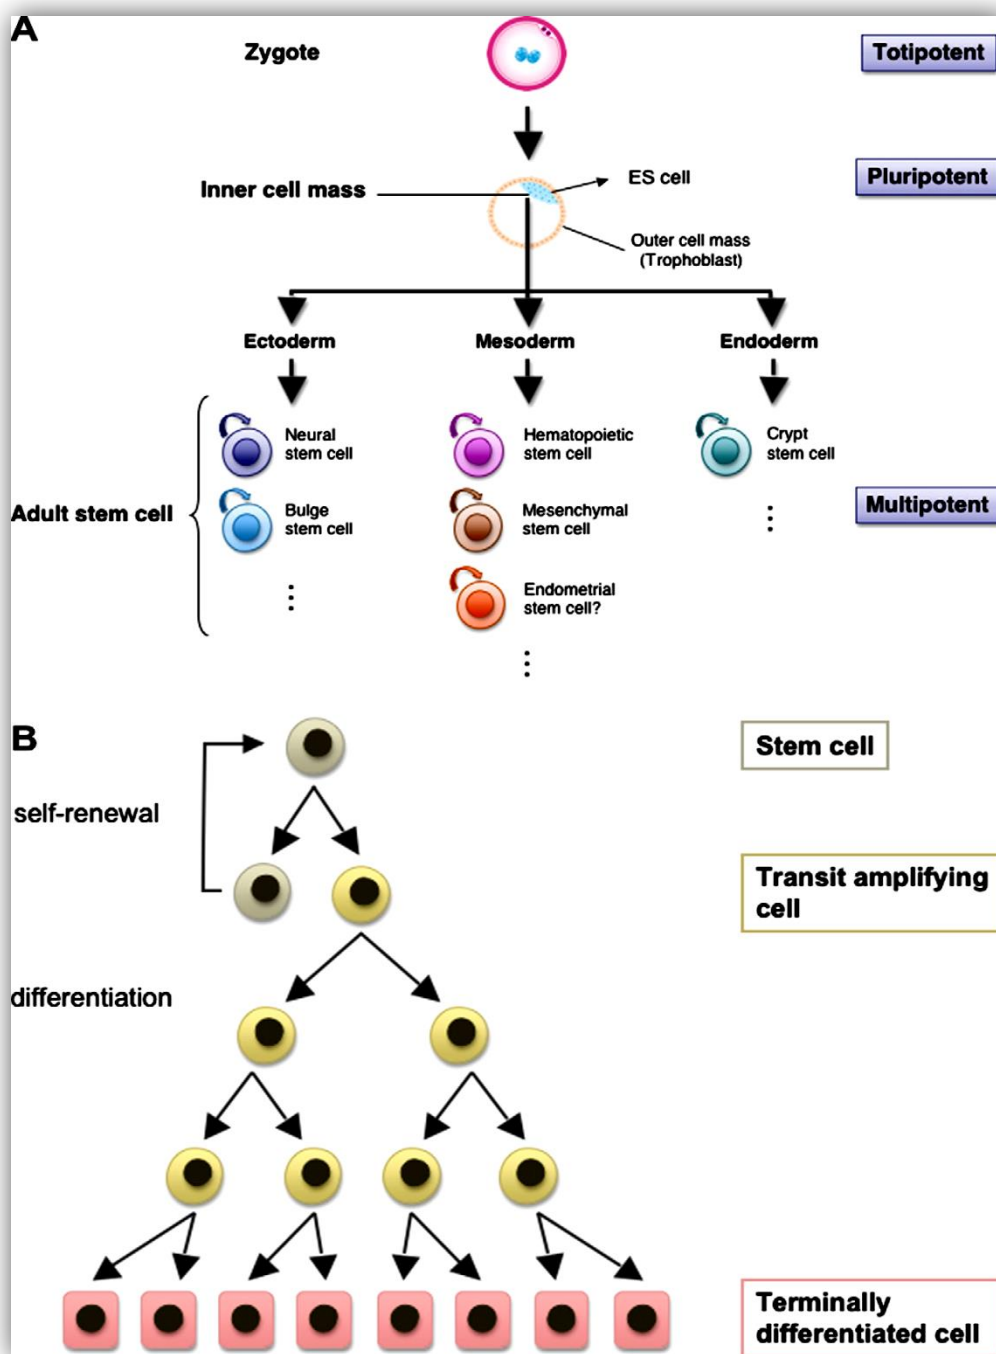 A
Zygote
Totipotent
Inner cell mass
ES cell
Pluripotent
Outer cell mass
(Trophoblast)
Ectoderm
Mesoderm
Endoderm
Adult stem cell
Neural
stem cell
Bulge
stem cell
Hematopoietic
stem cell
Mesenchymal
stem cell
Endometrial
stem cell?
Crypt
stem cell
Multipotent
B
Stem cell
self-renewal
Transit amplifying
cell
differentiation
Terminally
differentiated cell